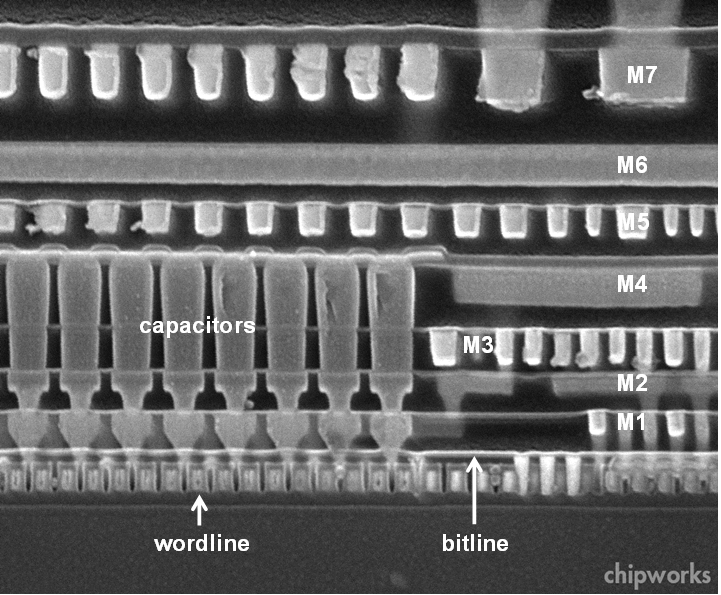 M7
M6
M5
M4
capacitors
M3
M2
M1
wordline
bitline
chipworks